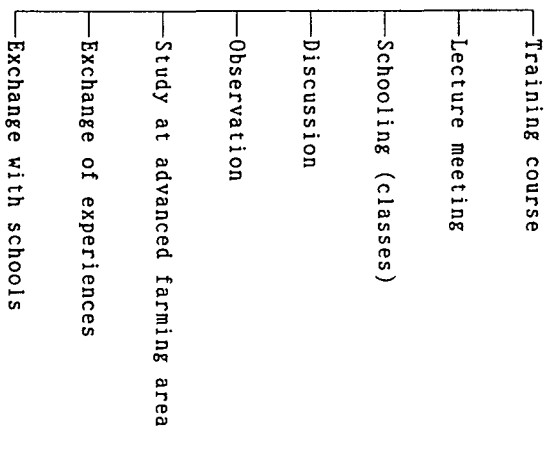 Training course
Lecture meeting
Schooling (classes)
Discussion
Observation
Study at advanced farming area
Exchange of experiences
Exchange with schools